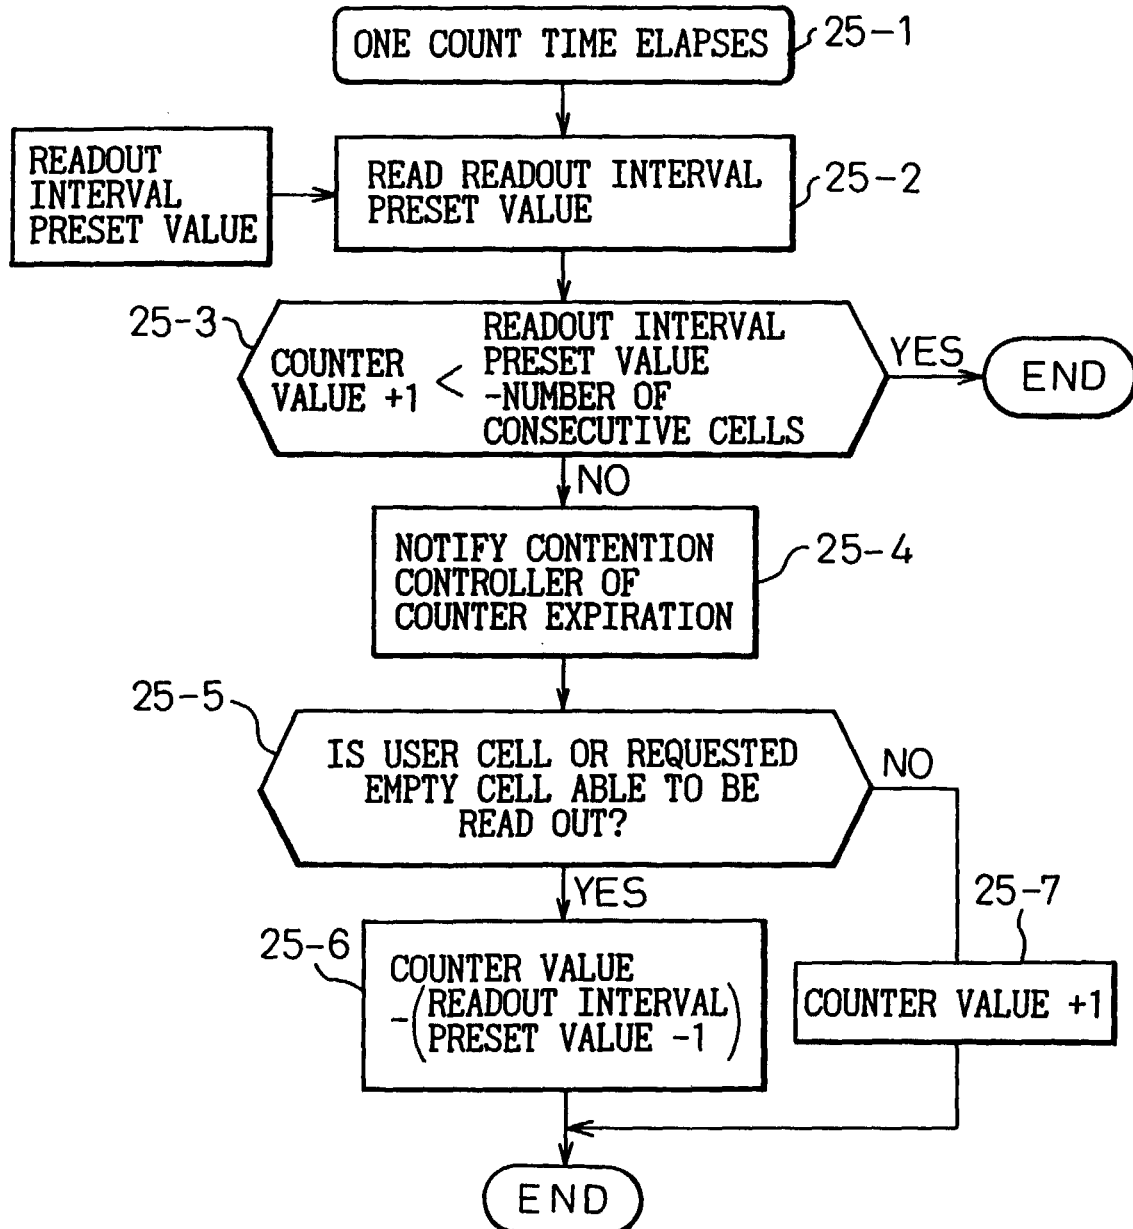 ONE COUNT TIME ELAPSES
25-1
READOUT
INTERVAL
PRESET VALUE
READ READOUT INTERVAL
PRESET VALUE
25-2
25-3
COUNTER
VALUE +1
<
READOUT INTERVAL
PRESET VALUE
-NUMBER OF
CONSECUTIVE CELLS
YES
END
NO
NOTIFY CONTENTION
CONTROLLER OF
COUNTER EXPIRATION
25-4
25-5
IS USER CELL OR REQUESTED
EMPTY CELL ABLE TO BE
READ OUT?
NO
YES
25-6
COUNTER VALUE
-(READOUT INTERVAL
PRESET VALUE -1)
25-7
COUNTER VALUE +1
END